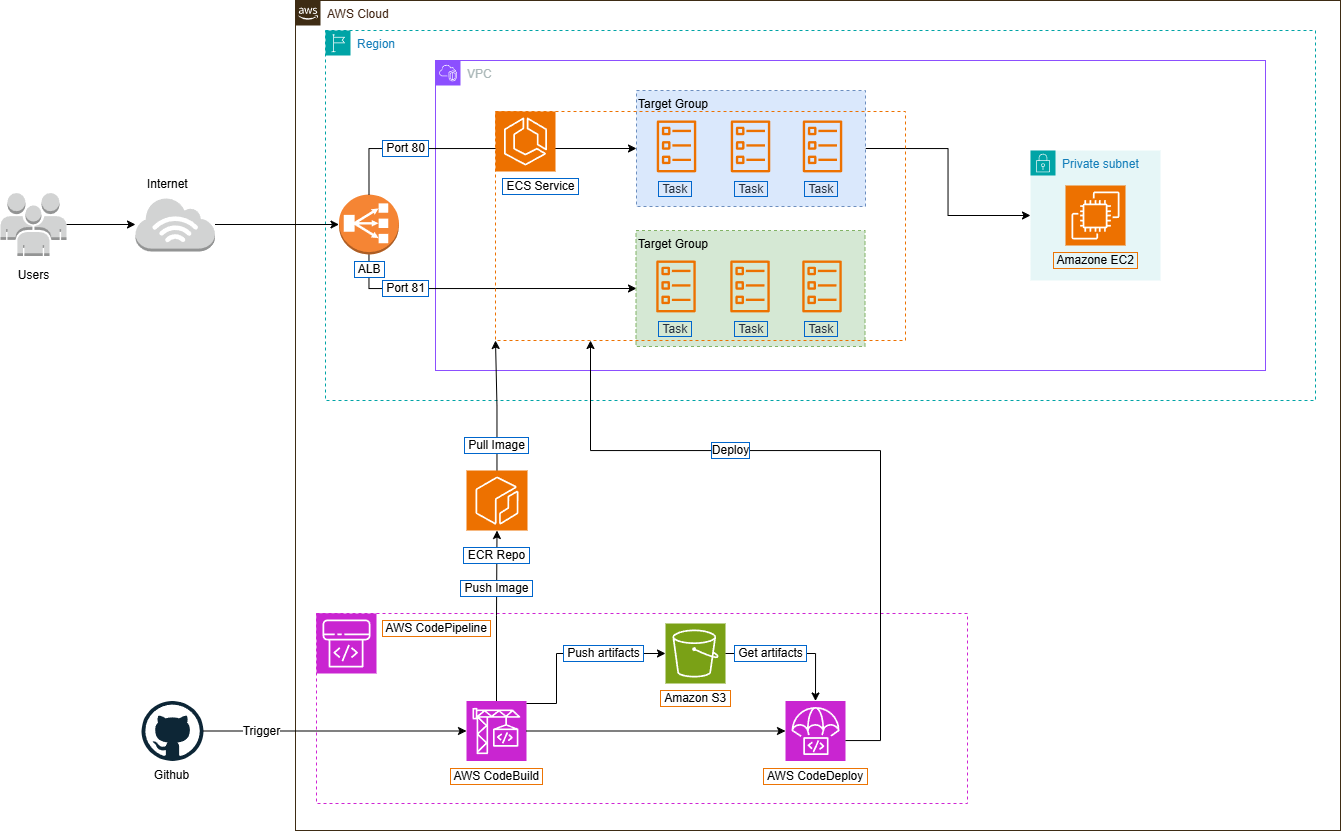 aws
AWS Cloud
Region
VPC
Target Group
Port 80
Task
Task
Task
ECS Service
Private subnet
Internet
Amazone EC2
Users
ALB
Port 81
Target Group
Task
Task
Task
Pull Image
Deploy
ECR Repo
Push Image
AWS CodePipeline
Push artifacts
Get artifacts
Amazon S3
Trigger
Github
AWS CodeBuild
AWS CodeDeploy